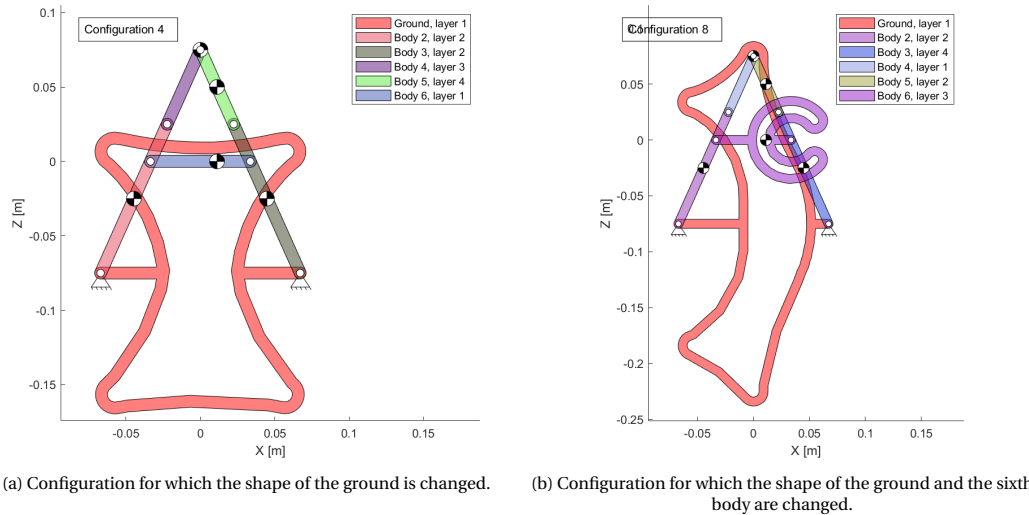 Configuration 4
Ground, layer 1
Body 2, layer 2
Body 3, layer 2
Body 4, layer 3
Body 5, layer 4
Body 6, layer 1
0.1
0.05
0
-0.05
-0.1
-0.15
Z [m]
-0.05 0 0.05 0.1 0.15
X [m]
(a) Configuration for which the shape of the ground is changed.
Configuration 8
Ground, layer 1
Body 2, layer 2
Body 3, layer 4
Body 4, layer 1
Body 5, layer 2
Body 6, layer 3
0.1
0.05
0
-0.05
-0.1
-0.15
-0.2
-0.25
Z [m]
-0.05 0 0.05 0.1 0.15
X [m]
(b) Configuration for which the shape of the ground and the sixth
body are changed.